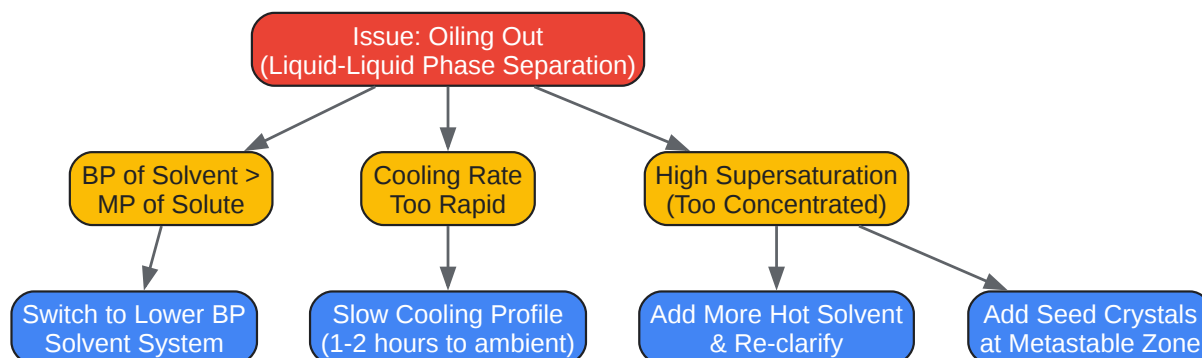 Issue: Oiling Out
(Liquid-Liquid Phase Separation)
BP of Solvent >
MP of Solute
Cooling Rate
Too Rapid
High Supersaturation
(Too Concentrated)
Switch to Lower BP
Solvent System
Slow Cooling Profile
(1-2 hours to ambient)
Add More Hot Solvent
& Re-clarify
Add Seed Crystals
at Metastable Zone